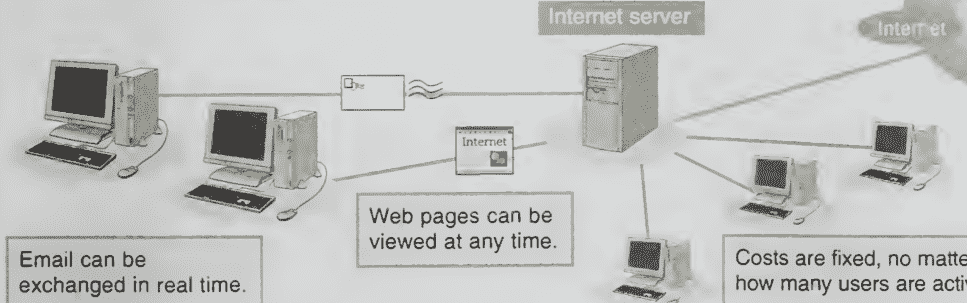 Internet server
Internet
Internet
Web pages can be
viewed at any time.
Email can be
exchanged in real time.
Costs are fixed, no matte
how many users are activ